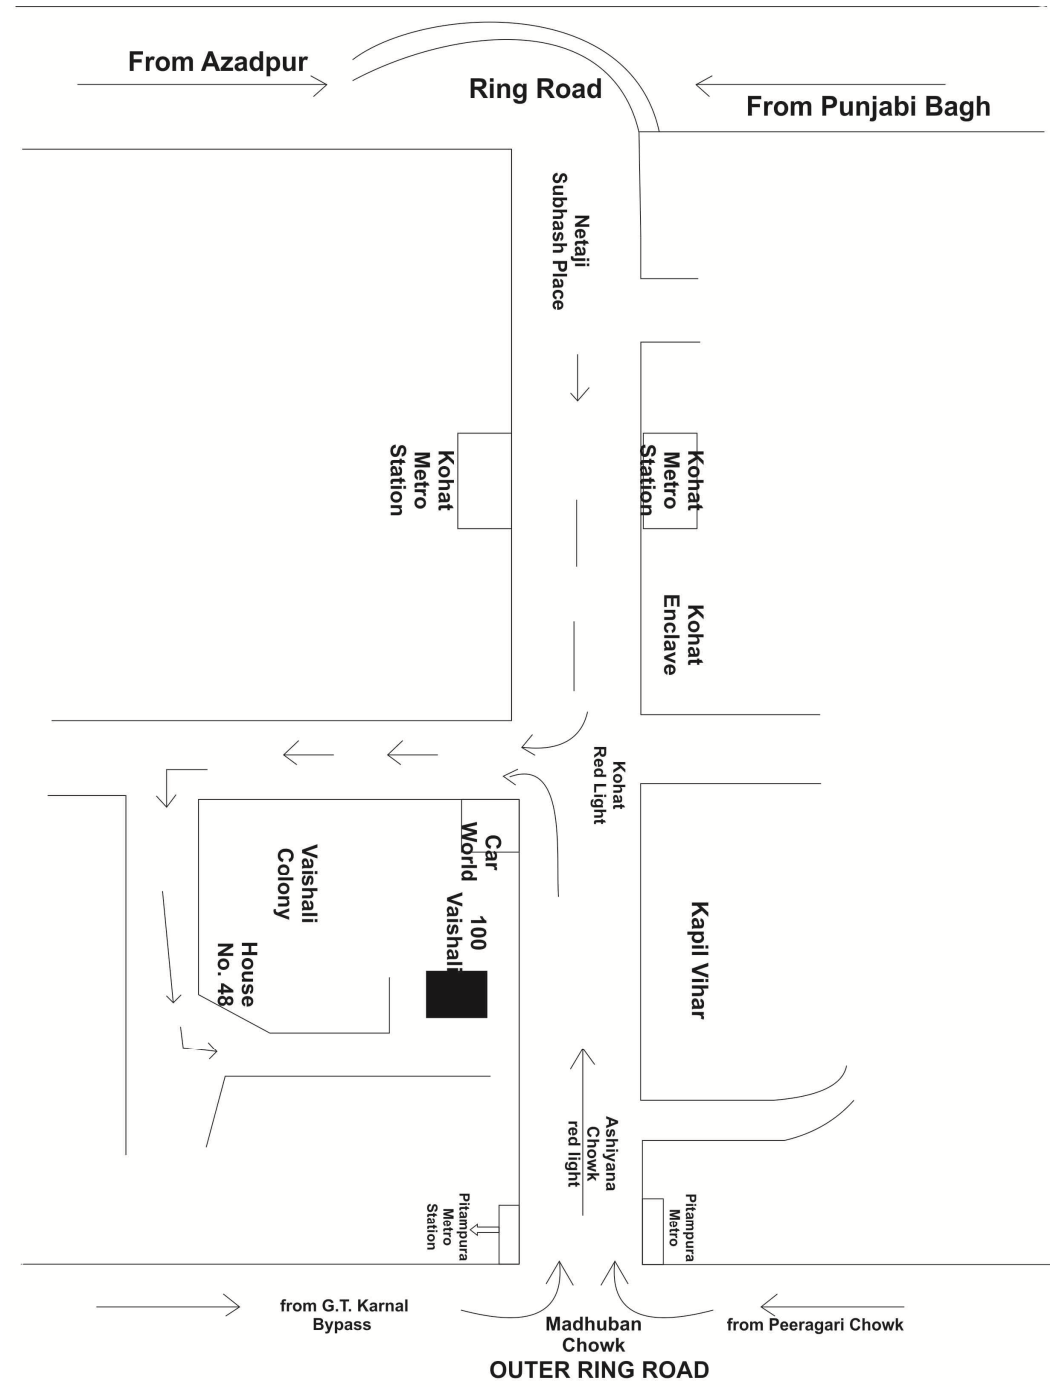 From Azadpur
Ring Road
From Punjabi Bagh
Netaji
Subhash Place
Kohat
Metro
Station
Kohat
Metro
Station
Kohat
Enclave
Kohat
Red Light
Car
World
Vaishali
Colony
100
Vaishali
House
No. 48
Kapil Vihar
Ashiyana
Chowk
red light
Pitampura
Metro
Station
Pitampura
Metro
from G.T. Karnal
Bypass
Madhuban
Chowk
from Peeragari Chowk
OUTER RING ROAD